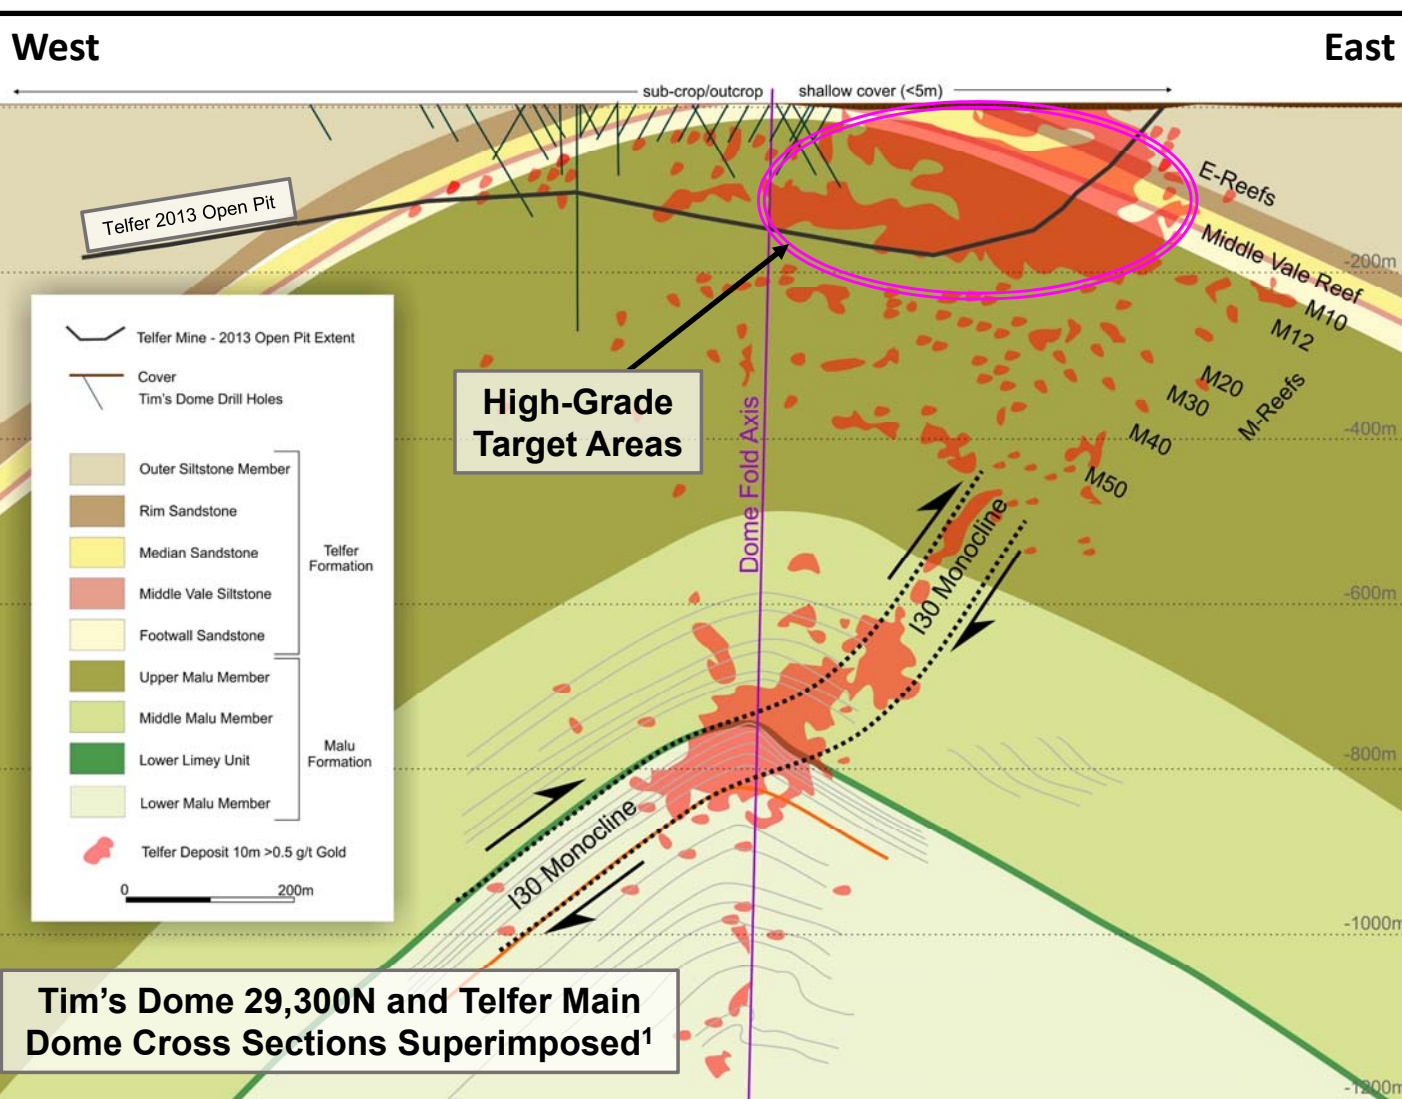 West
East
sub-crop/outcrop
shallow cover (<5m)
Telfer 2013 Open Pit
E-Reefs
Middle Vale Reef
-200m
M10
M12
M20
M30
M-Reefs
M40
M50
-400m
High-Grade
Target Areas
Dome Fold Axis
I30 Monocline
-600m
-800m
I30 Monocline
-1000m
-1200m
Telfer Mine - 2013 Open Pit Extent
Cover
Tim's Dome Drill Holes
Outer Siltstone Member
Rim Sandstone
Median Sandstone
Middle Vale Siltstone
Footwall Sandstone
Telfer
Formation
Upper Malu Member
Middle Malu Member
Lower Limey Unit
Lower Malu Member
Malu
Formation
Telfer Deposit 10m >0.5 g/t Gold
0
200m
Tim's Dome 29,300N and Telfer Main
Dome Cross Sections Superimposed¹